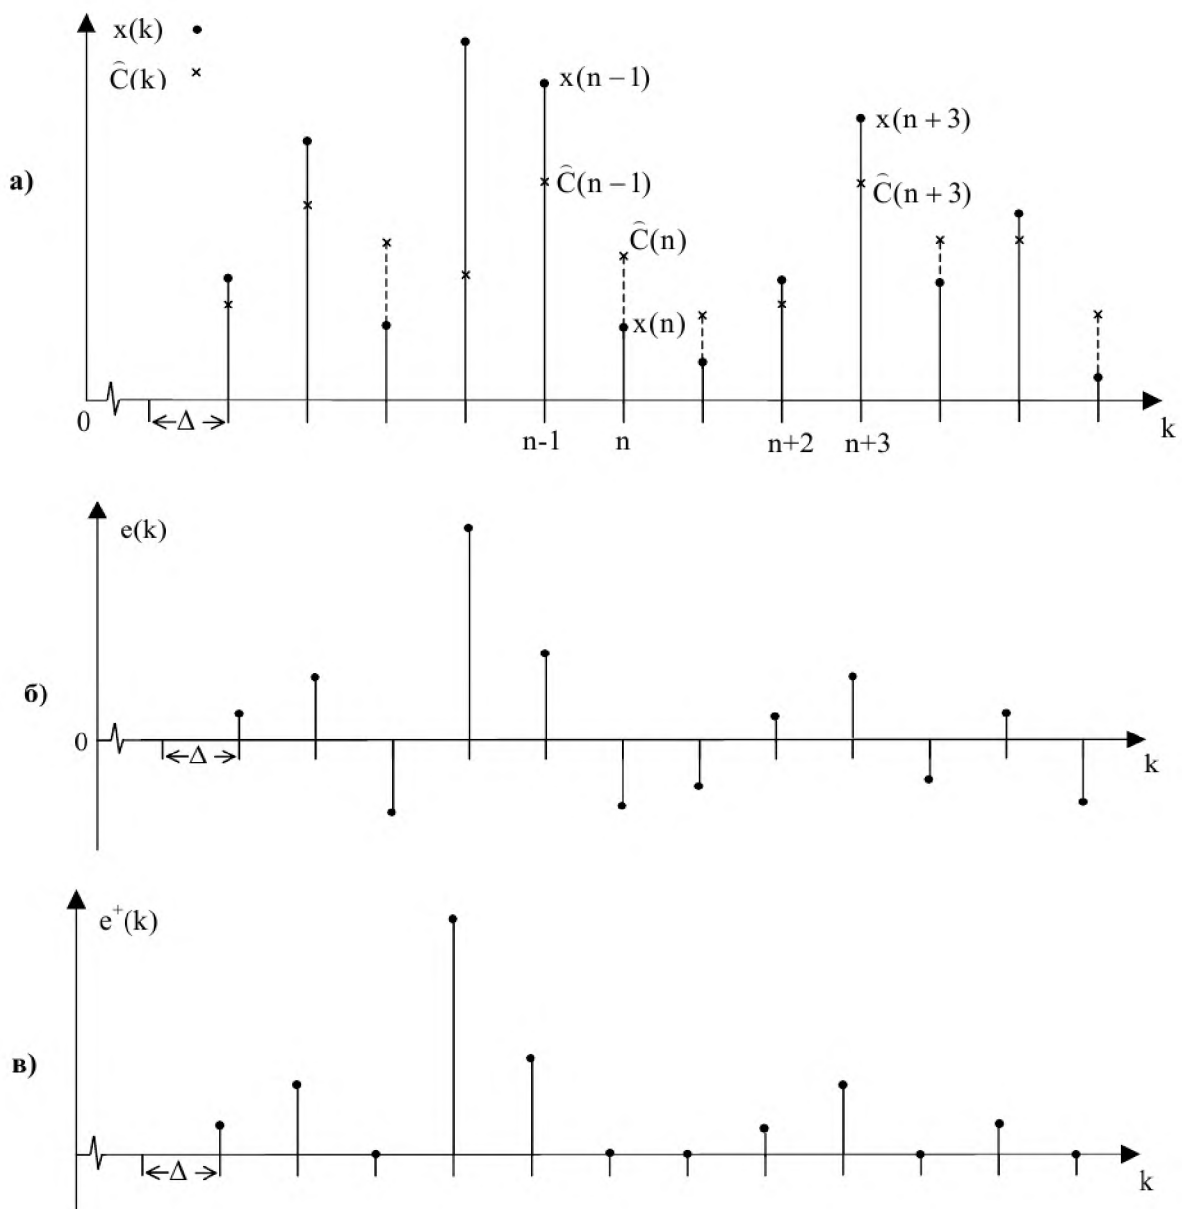 x(k)
Ĉ(k)
x(n – 1)
x(n + 3)
а)
Ĉ(n – 1)
Ĉ(n + 3)
Ĉ(n)
x(n)
0
Δ
n-1
n
n+2
n+3
k
e(k)
б)
0
Δ
k
e⁺(k)
в)
Δ
k